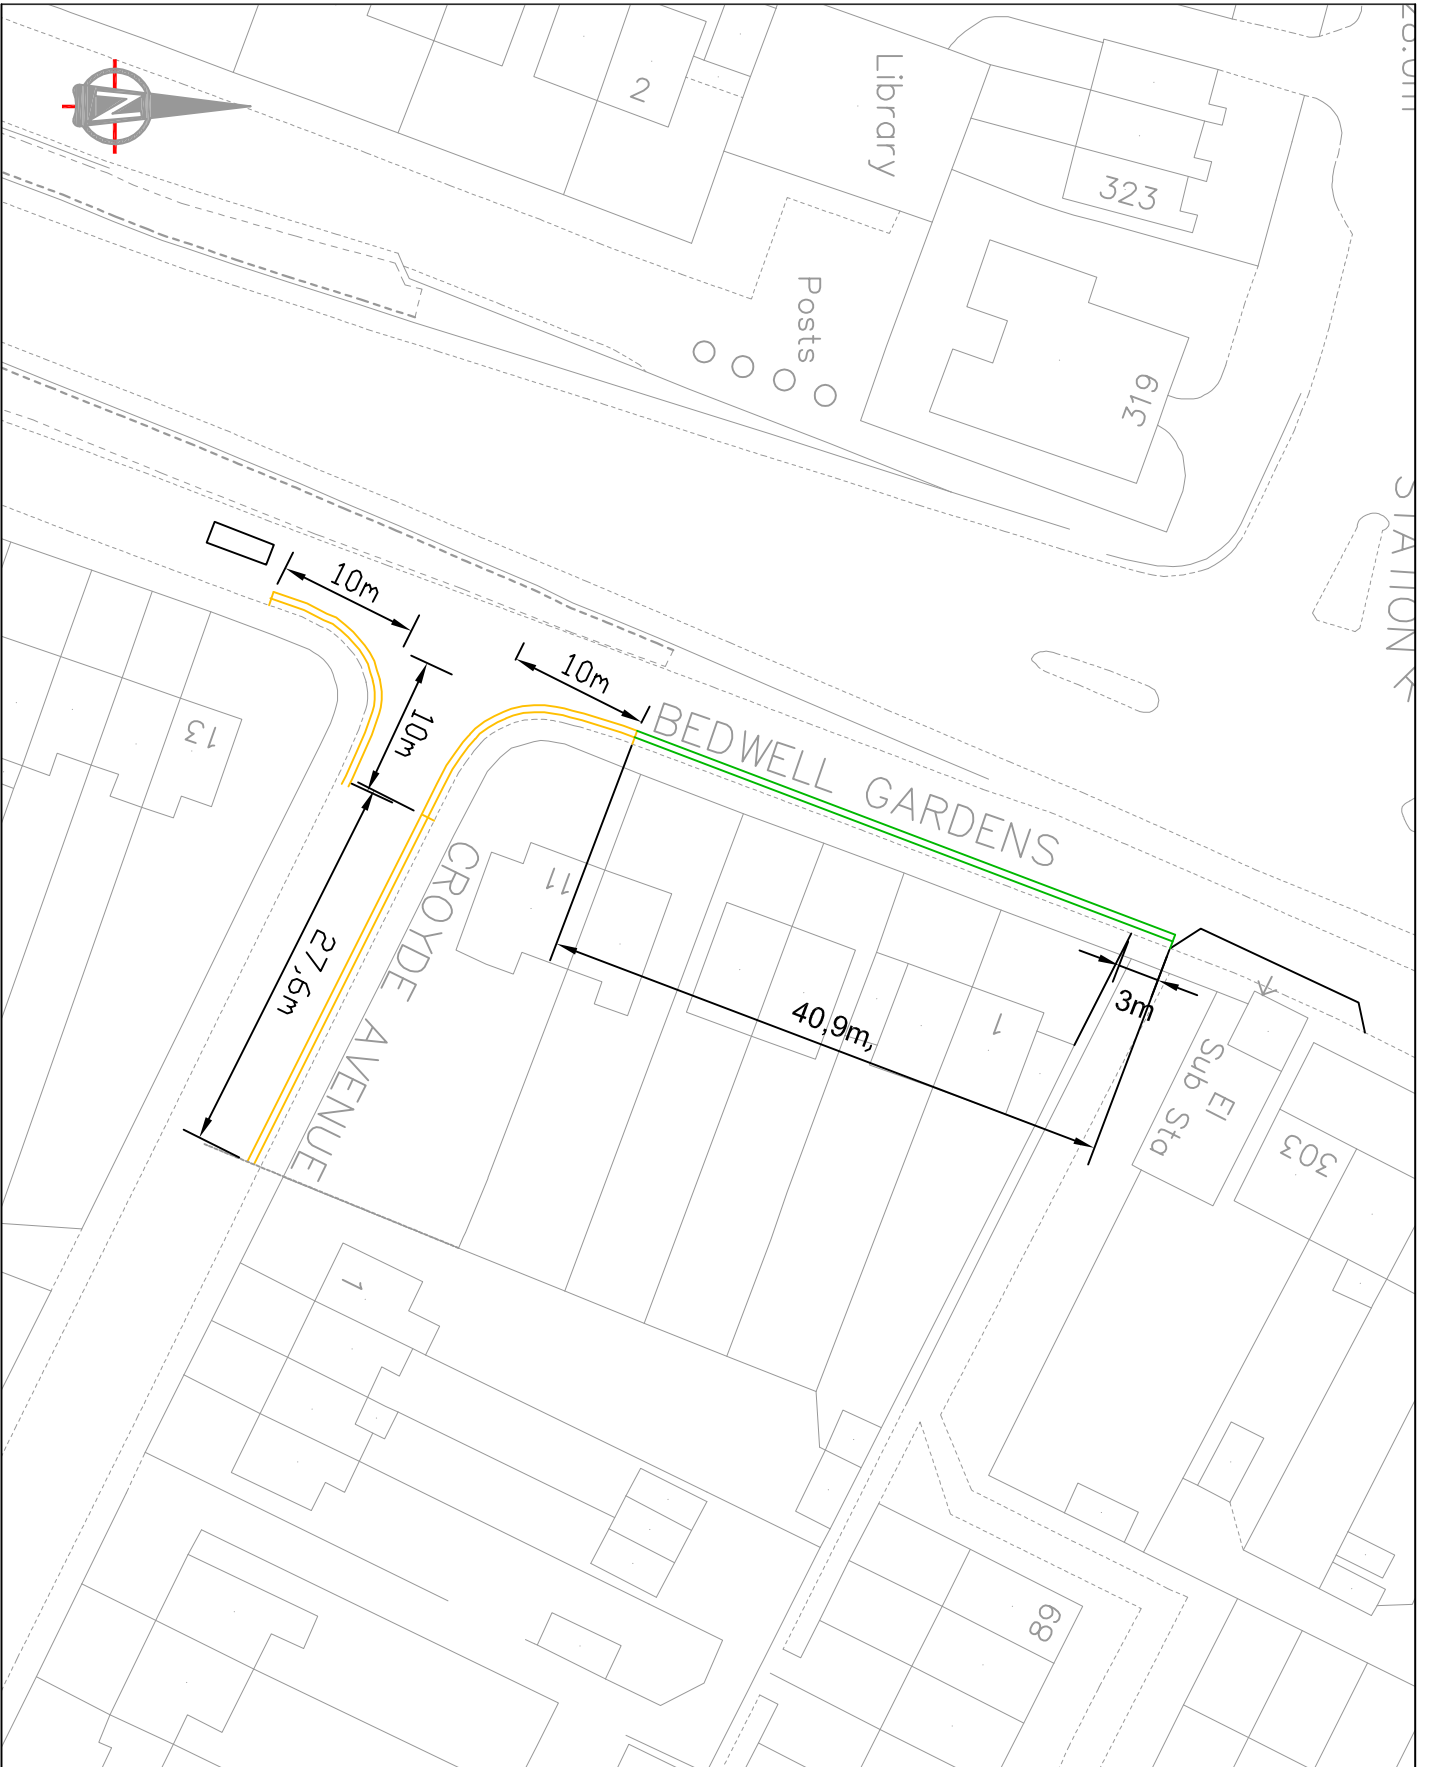 2
Library
323
N
Posts
319
STATION R
10m
10m
10m
BEDWELL GARDENS
13
11
CROYDE AVENUE
27,6m
40,9m,
1
3m
Sub El
Sta
303
1
68